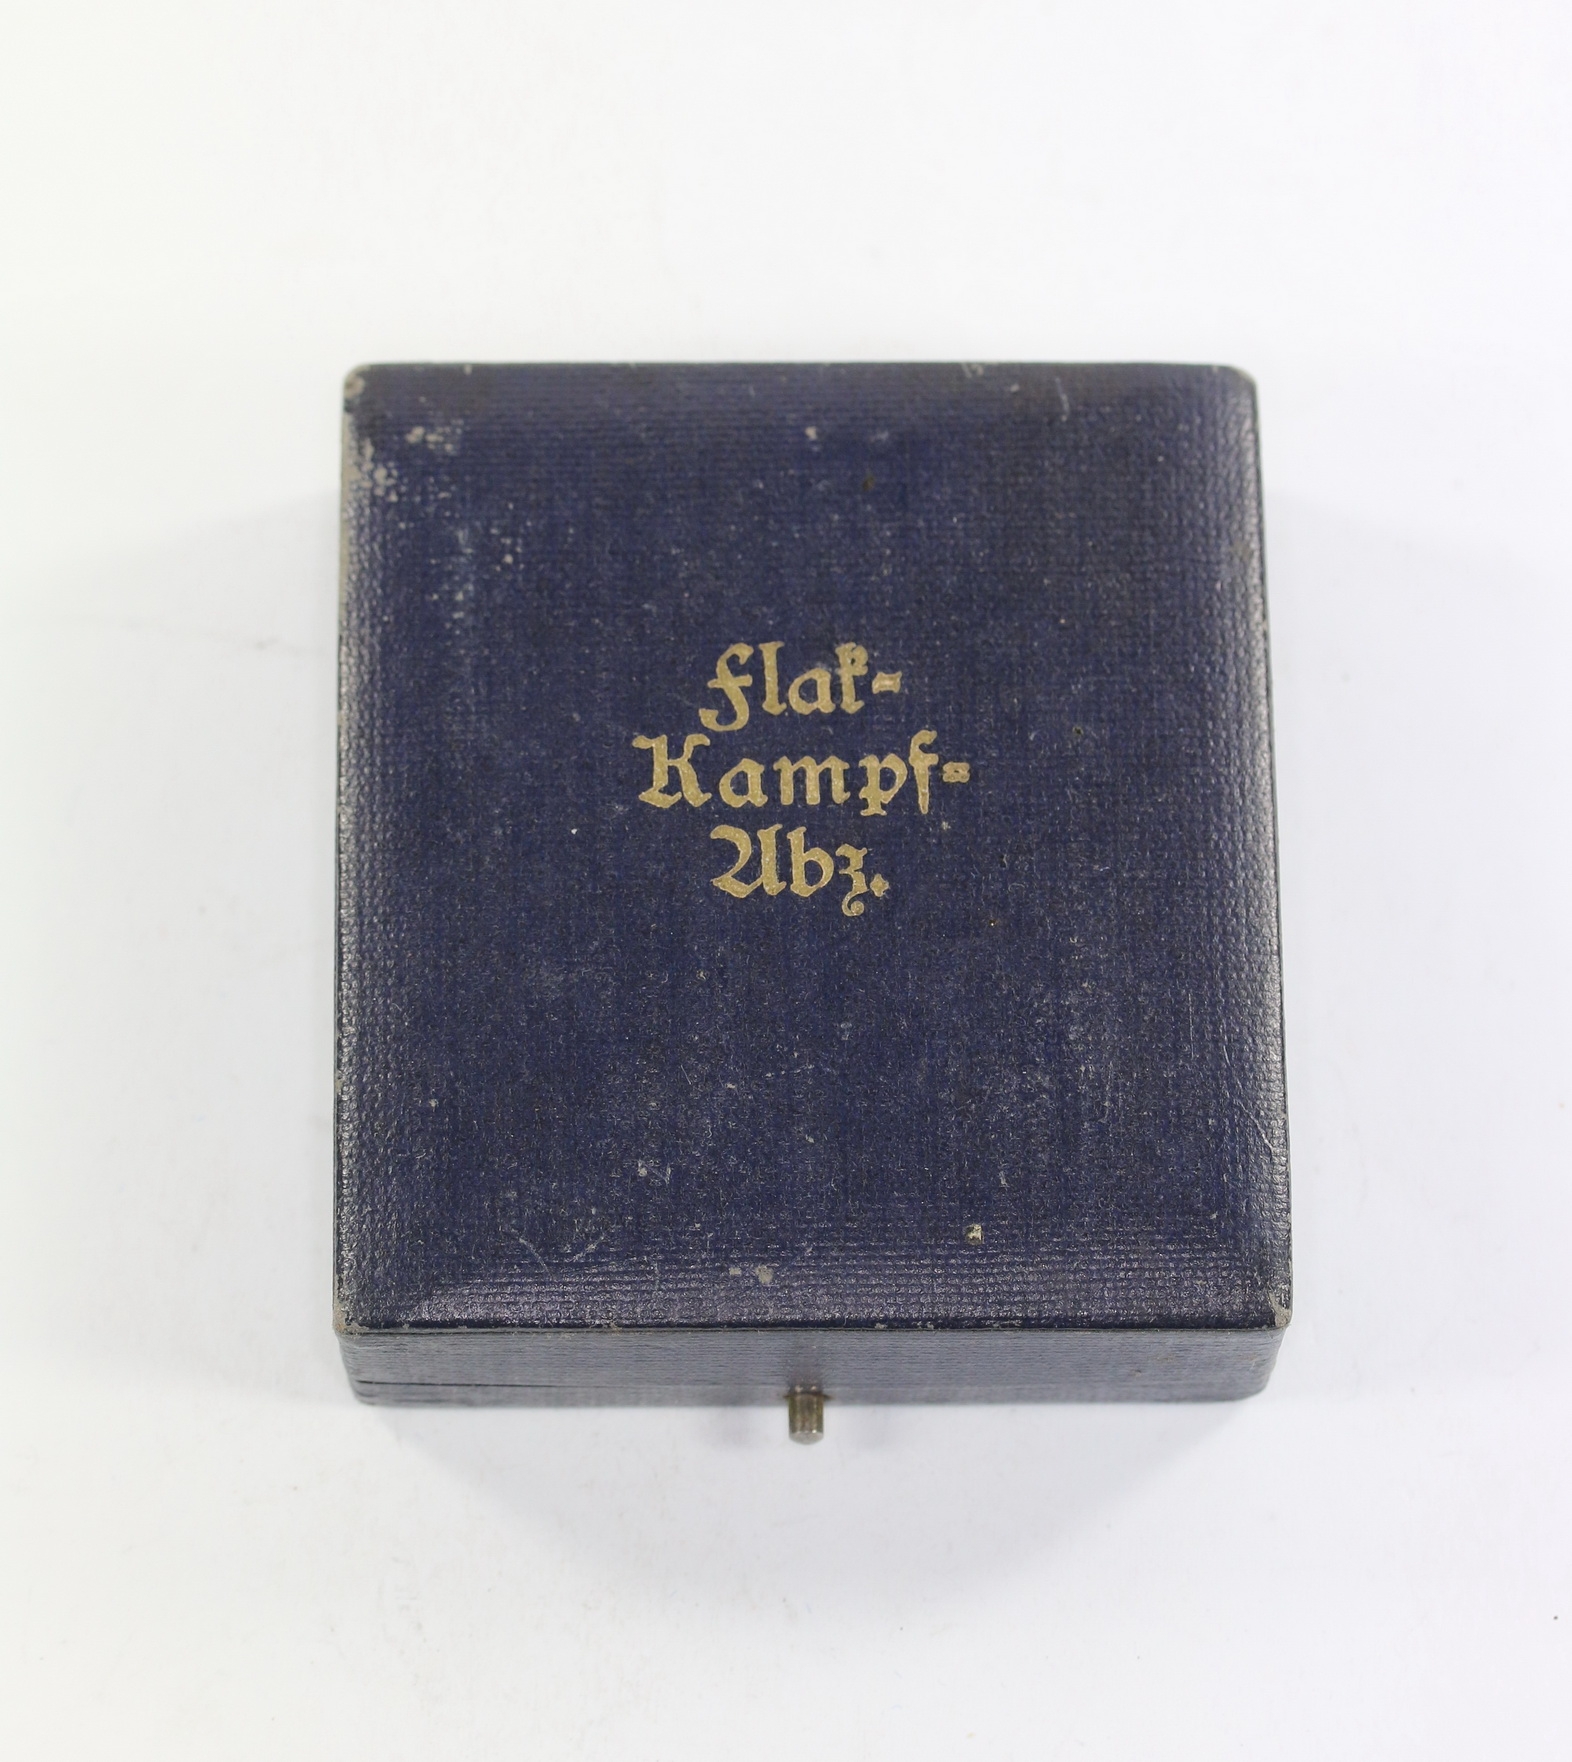 Flak-
Kampf-
Abz.